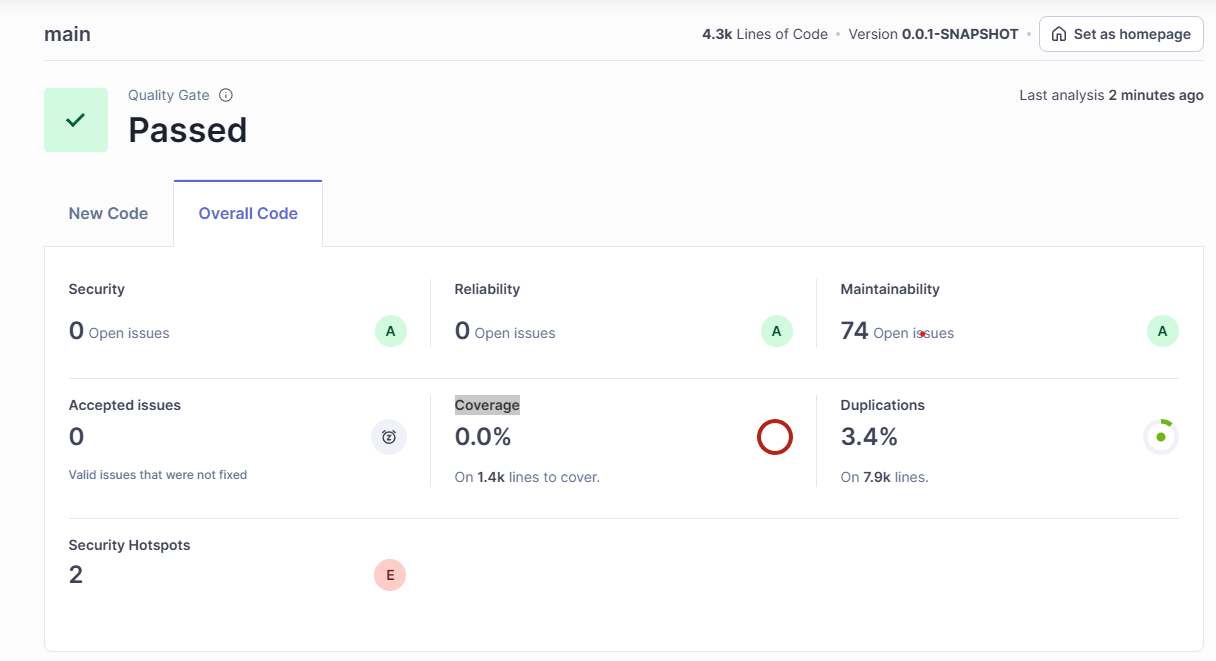 main
4.3k Lines of Code • Version 0.0.1-SNAPSHOT • Set as homepage
Quality Gate
Passed
Last analysis 2 minutes ago
New Code
Overall Code
Security
0 Open issues
A
Reliability
0 Open issues
A
Maintainability
74 Open issues
A
Accepted issues
0
Valid issues that were not fixed
Coverage
0.0%
On 1.4k lines to cover.
Duplications
3.4%
On 7.9k lines.
Security Hotspots
2
E